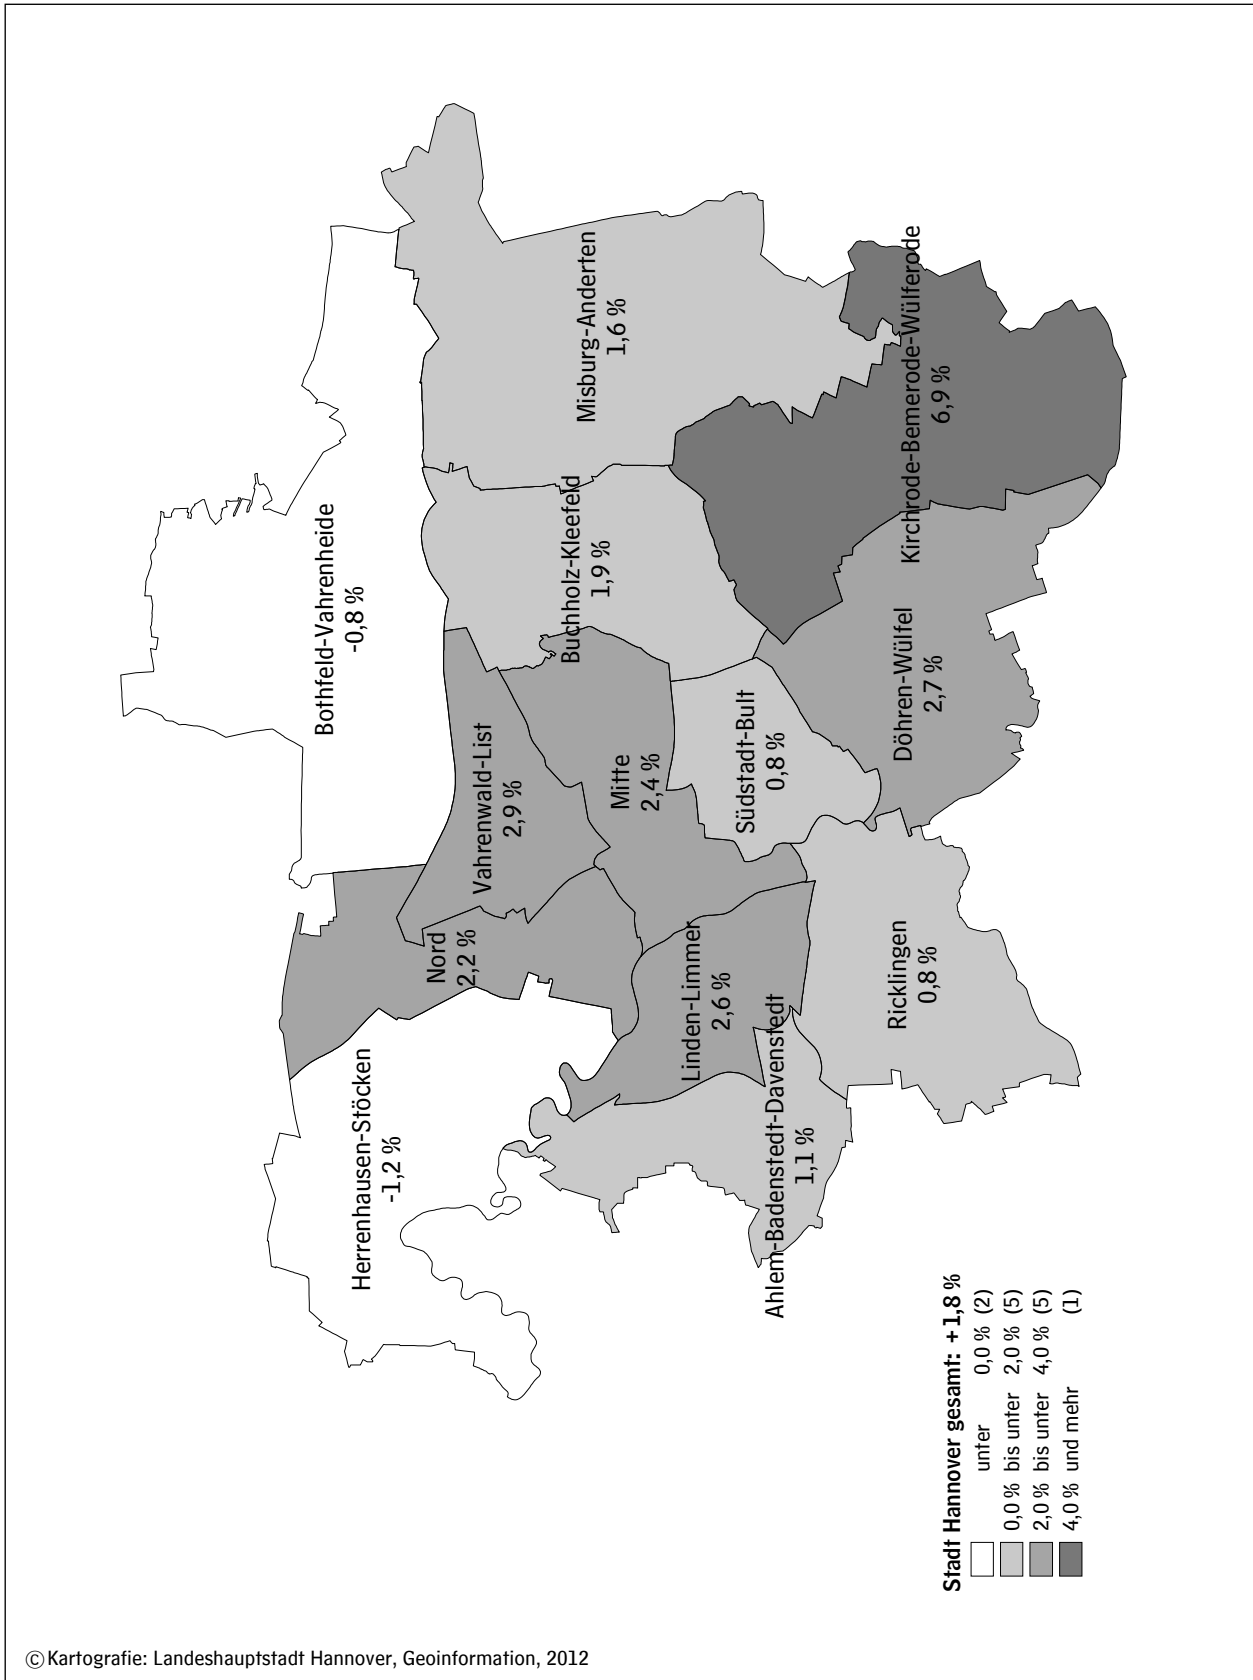 Bothfeld-Vahrenheide
-0,8 %
Herrenhausen-Stöcken
-1,2 %
Nord
2,2 %
Vahrenwald-List
2,9 %
Buchholz-Kleefeld
1,9 %
Misburg-Anderten
1,6 %
Mitte
2,4 %
Linden-Limmer
2,6 %
Südstadt-Bult
0,8 %
Ahlem-Badenstedt-Davenstedt
1,1 %
Ricklingen
0,8 %
Döhren-Wülfel
2,7 %
Kirchrode-Bemerode-Wülferode
6,9 %
Stadt Hannover gesamt: +1,8 %
unter 0,0 % (2)
0,0 % bis unter 2,0 % (5)
2,0 % bis unter 4,0 % (5)
4,0 % und mehr (1)
© Kartografie: Landeshauptstadt Hannover, Geoinformation, 2012